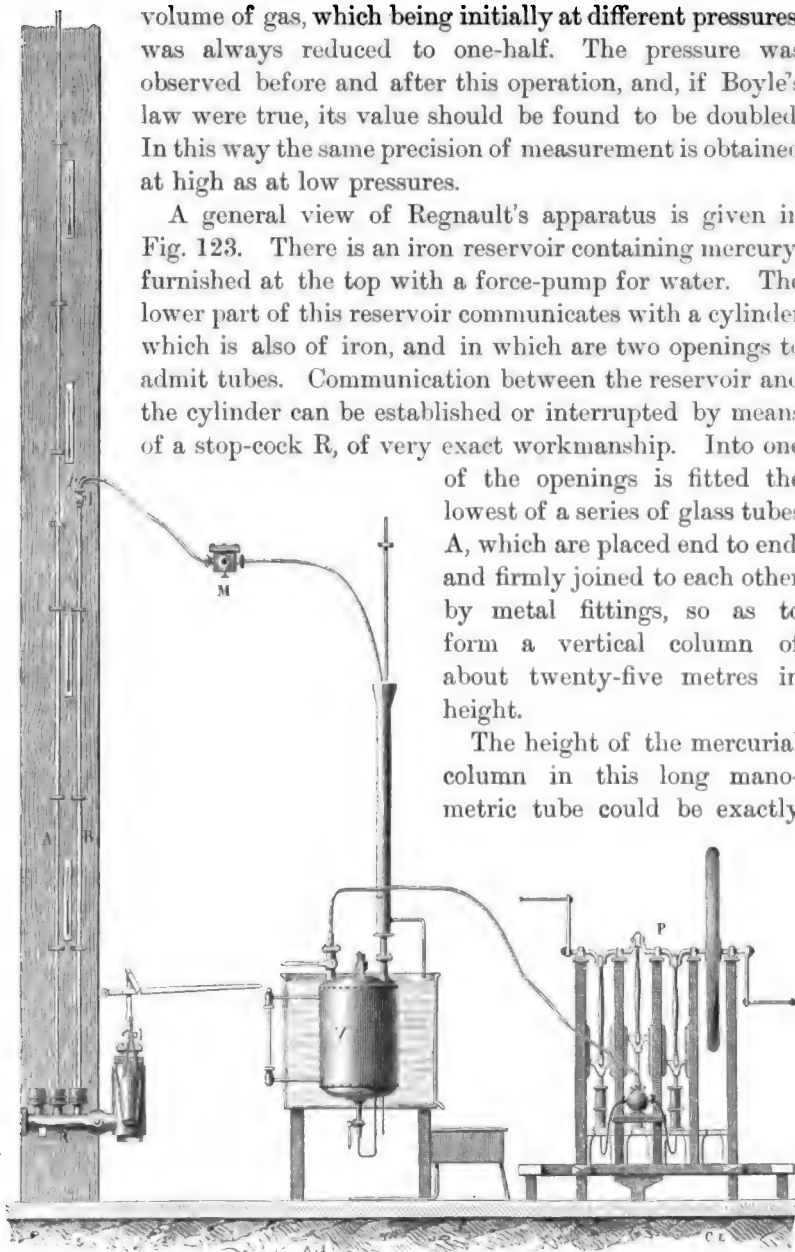 volume of gas, which being initially at different pressures
was always reduced to one-half. The pressure was
observed before and after this operation, and, if Boyle's
law were true, its value should be found to be doubled
In this way the same precision of measurement is obtained
at high as at low pressures.
A general view of Regnault's apparatus is given in
Fig. 123. There is an iron reservoir containing mercury
furnished at the top with a force-pump for water. The
lower part of this reservoir communicates with a cylinder
which is also of iron, and in which are two openings to
admit tubes. Communication between the reservoir and
the cylinder can be established or interrupted by means
of a stop-cock R, of very exact workmanship. Into one
of the openings is fitted the
lowest of a series of glass tubes
A, which are placed end to end
and firmly joined to each other
by metal fittings, so as to
form a vertical column of
about twenty-five metres in
height.
The height of the mercurial
column in this long mano-
metric tube could be exactly
M
A
B
P
V
R